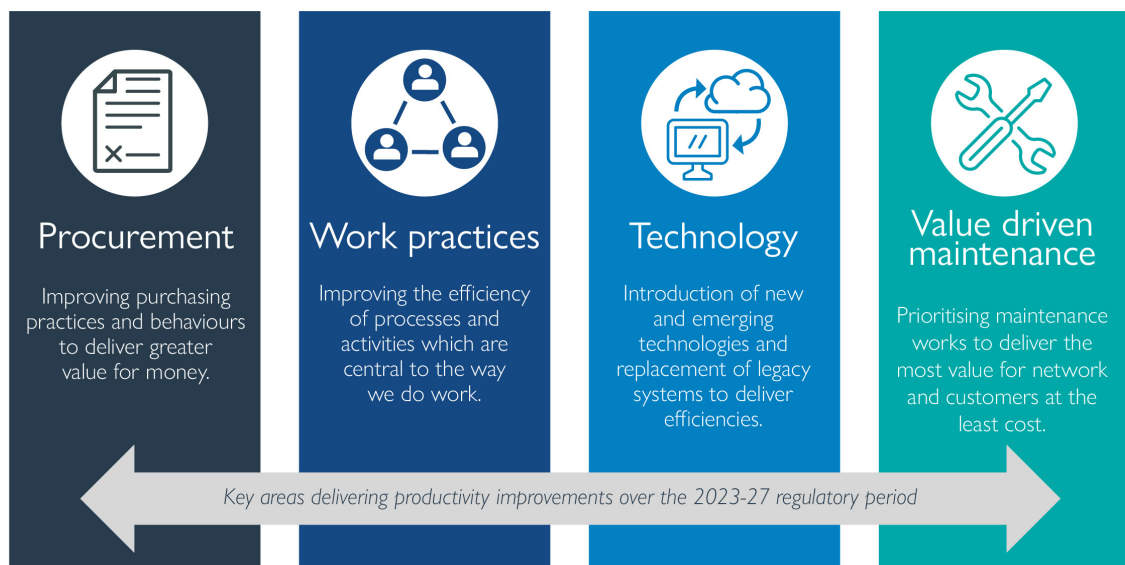 Procurement
Improving purchasing
practices and behaviours
to deliver greater
value for money.
Work practices
Improving the efficiency
of processes and
activities which are
central to the way
we do work.
Technology
Introduction of new
and emerging
technologies and
replacement of legacy
systems to deliver
efficiencies.
Value driven
maintenance
Prioritising maintenance
works to deliver the
most value for network
and customers at the
least cost.
Key areas delivering productivity improvements over the 2023-27 regulatory period